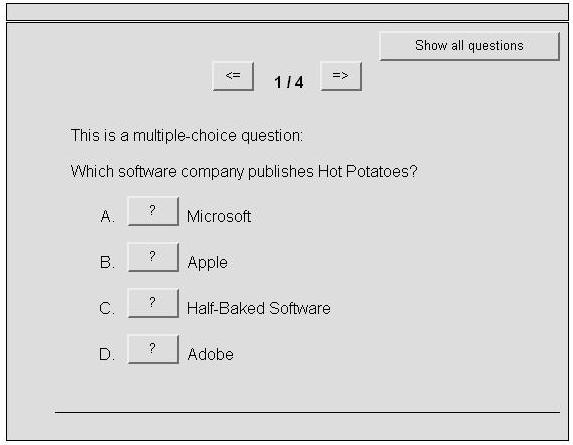 Show all questions
<= 1 / 4 =>
This is a multiple-choice question:
Which software company publishes Hot Potatoes?
A. ? Microsoft
B. ? Apple
C. ? Half-Baked Software
D. ? Adobe